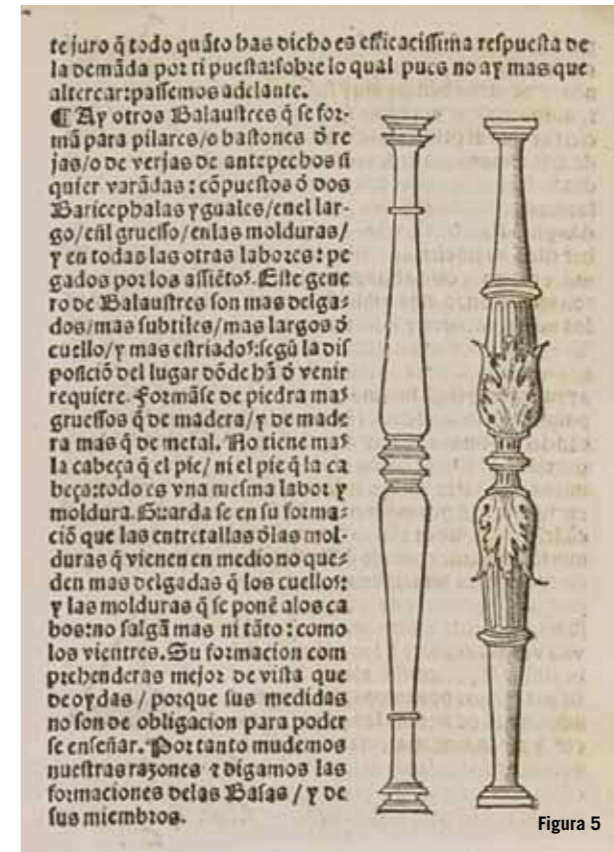 te juro q̃ todo quãto has dicho es efficacissima respuesta de
la demãda por ti puesta: sobre lo qual pues no ay mas que
altercar: passemos adelante.
¶ Ay otros Balaustres q̃ se for-
mã para pilares/o bastones d̃ re
jas/o de verjas de antepechos si
quier varãdas: cõpuestos d̃ dos
Baricephalas yguales/enel lar-
go/eñl gruesso/enlas molduras/
y en todas las otras labores: pe
gados por los assiẽtos. Este gene
ro de Balaustres son mas delga-
dos/mas subtiles/mas largos d̃
cuello/y mas estriados: segũ la dis
posiciõ del lugar dõde hã d̃ venir
requiere. Formãse de piedra mas
gruessos q̃ de madera/y de made
ra mas q̃ de metal. No tiene mas
la cabeça q̃ el pie/ ni el pie q̃ la ca
beça: todo es vna mesma labor y
moldura. Guarda se en su forma-
ciõ que las entretallas d̃las mol-
duras q̃ vienen en medio no que-
den mas delgadas q̃ los cuellos:
y las molduras q̃ se ponẽ alos ca
bos: no salgã mas ni tãto: como
los vientres. Su formacion com
prehenderas mejor de vista que
de oydas / porque sus medidas
no son de obligacion para poder
se enseñar. Por tanto mudemos
nuestras razones ⁊ digamos las
formaciones delas Basas / y de
sus miembros.
Figura 5